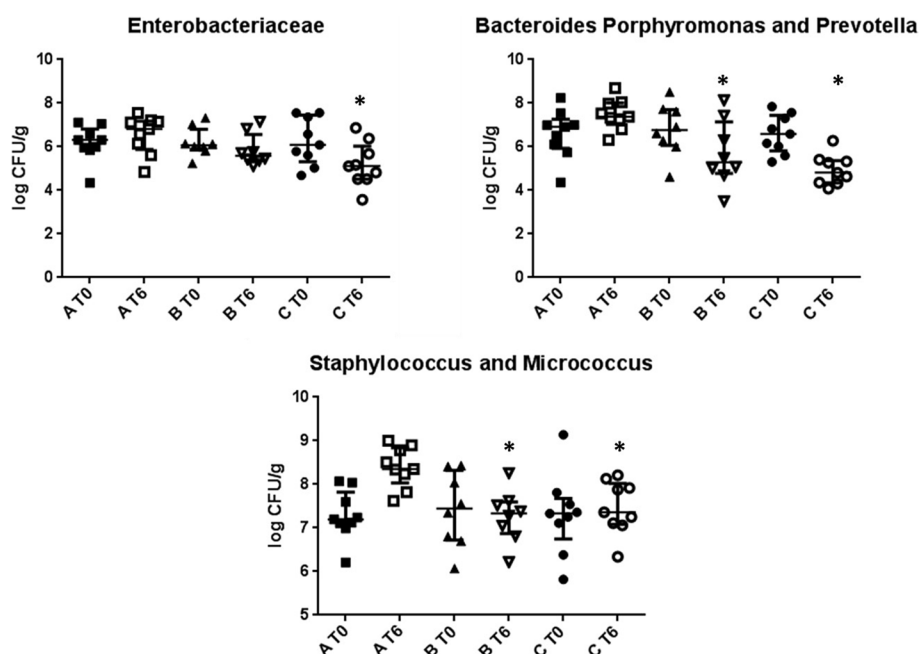 Enterobacteriaceae
Bacteroides Porphyromonas and Prevotella
10
8
6
4
2
0
log CFU/g
A T0
A T6
B T0
B T6
C T0
C T6
*
10
8
6
4
2
0
log CFU/g
A T0
A T6
B T0
B T6
C T0
C T6
*
*
Staphylococcus and Micrococcus
10
9
8
7
6
5
log CFU/g
A T0
A T6
B T0
B T6
C T0
C T6
*
*